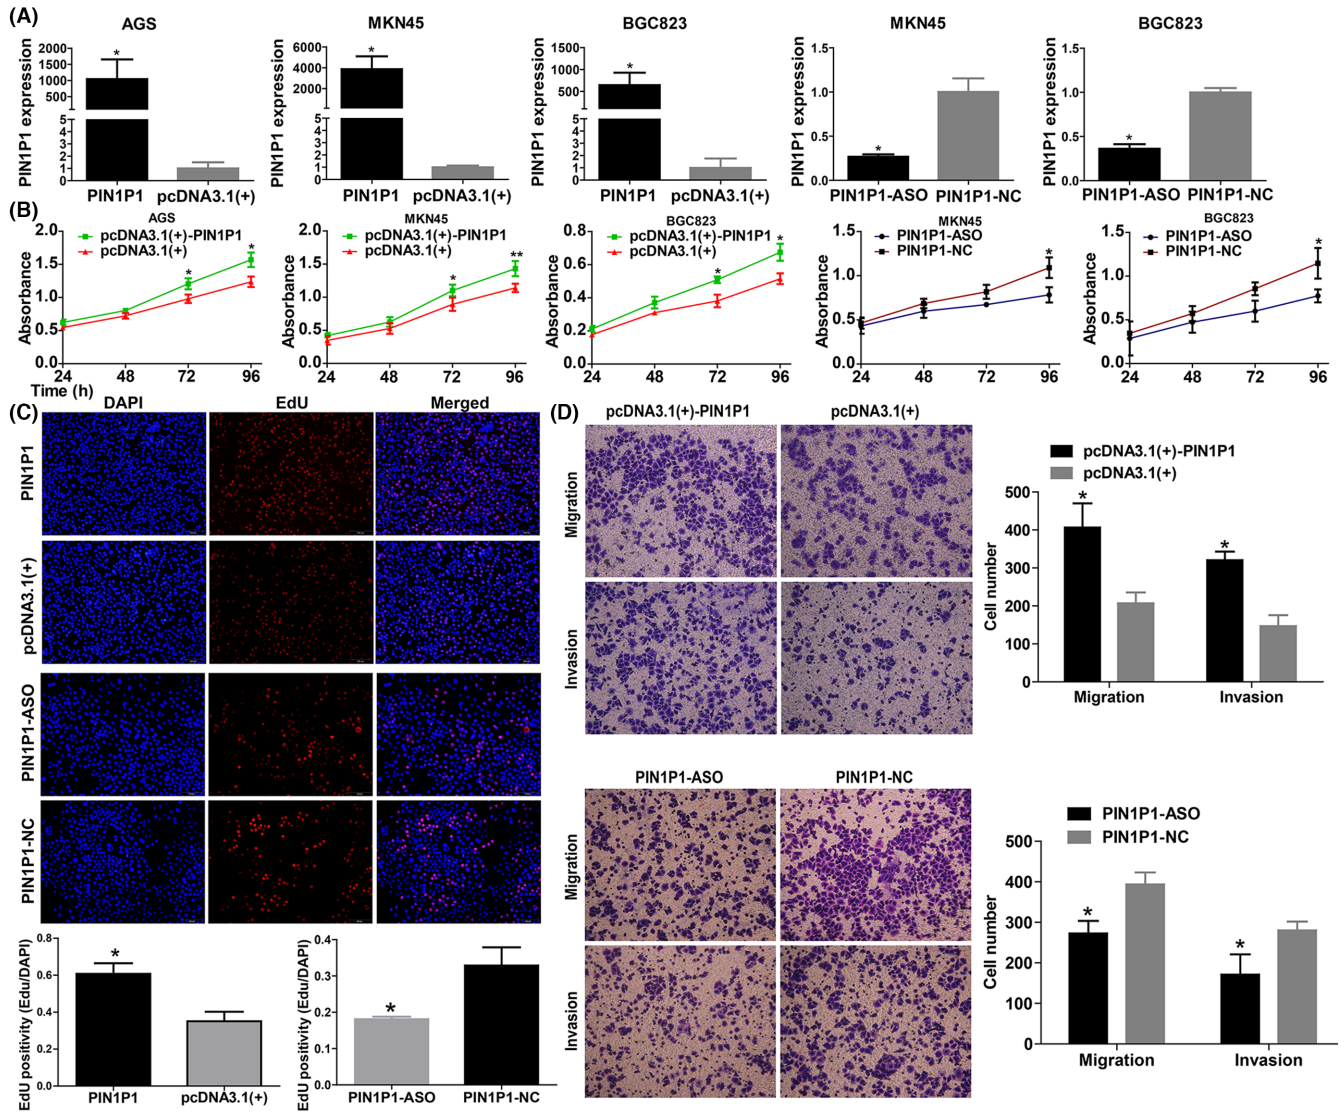 (A)
AGS
PIN1P1 expression
2000
1500
1000
500
5
4
3
2
1
0
*
PIN1P1
pcDNA3.1(+)
MKN45
PIN1P1 expression
6000
4000
2000
5
4
3
2
1
0
*
PIN1P1
pcDNA3.1(+)
BGC823
PIN1P1 expression
1500
1000
500
5
4
3
2
1
0
*
PIN1P1
pcDNA3.1(+)
MKN45
PIN1P1 expression
1.5
1.0
0.5
0.0
*
PIN1P1-ASO
PIN1P1-NC
BGC823
PIN1P1 expression
1.5
1.0
0.5
0.0
*
PIN1P1-ASO
PIN1P1-NC
(B)
AGS
pcDNA3.1(+)-PIN1P1
pcDNA3.1(+)
Absorbance
2.0
1.5
1.0
0.5
0.0
* *
24 48 72 96
Time (h)
MKN45
pcDNA3.1(+)-PIN1P1
pcDNA3.1(+)
Absorbance
2.0
1.5
1.0
0.5
0.0
* **
24 48 72 96
BGC823
pcDNA3.1(+)-PIN1P1
pcDNA3.1(+)
Absorbance
0.8
0.6
0.4
0.2
0.0
* *
24 48 72 96
MKN45
PIN1P1-ASO
PIN1P1-NC
Absorbance
1.5
1.0
0.5
0.0
*
24 48 72 96
BGC823
PIN1P1-ASO
PIN1P1-NC
Absorbance
1.5
1.0
0.5
0.0
*
24 48 72 96
(C)
DAPI EdU Merged
PIN1P1
pcDNA3.1(+)
PIN1P1-ASO
PIN1P1-NC
EdU positivity (Edu/DAPI)
0.8
0.6
0.4
0.2
0.0
*
PIN1P1
pcDNA3.1(+)
EdU positivity (Edu/DAPI)
0.4
0.3
0.2
0.1
0.0
*
PIN1P1-ASO
PIN1P1-NC
(D)
pcDNA3.1(+)-PIN1P1
pcDNA3.1(+)
Migration
Invasion
pcDNA3.1(+)-PIN1P1
pcDNA3.1(+)
Cell number
500
400
300
200
100
0
* *
Migration
Invasion
PIN1P1-ASO
PIN1P1-NC
Migration
Invasion
PIN1P1-ASO
PIN1P1-NC
Cell number
500
400
300
200
100
0
* *
Migration
Invasion